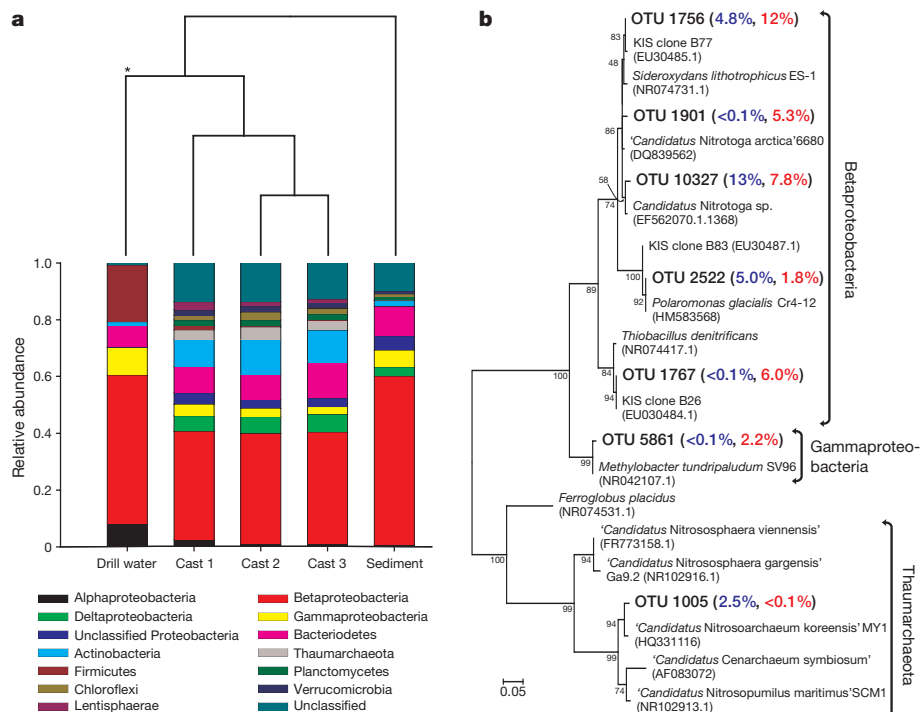 a
*
Relative abundance
1.0
0.8
0.6
0.4
0.2
0
Drill water
Cast 1
Cast 2
Cast 3
Sediment
Alphaproteobacteria
Betaproteobacteria
Deltaproteobacteria
Gammaproteobacteria
Unclassified Proteobacteria
Bacteriodetes
Actinobacteria
Thaumarchaeota
Firmicutes
Planctomycetes
Chloroflexi
Verrucomicrobia
Lentisphaerae
Unclassified
b
OTU 1756 (4.8%, 12%)
83
KIS clone B77
(EU30485.1)
48
Sideroxydans lithotrophicus ES-1
(NR074731.1)
OTU 1901 (<0.1%, 5.3%)
86
'Candidatus Nitrotoga arctica'6680
(DQ839562)
58
OTU 10327 (13%, 7.8%)
74
Candidatus Nitrotoga sp.
(EF562070.1.1368)
KIS clone B83 (EU30487.1)
100
OTU 2522 (5.0%, 1.8%)
92
Polaromonas glacialis Cr4-12
(HM583568)
89
Thiobacillus denitrificans
(NR074417.1)
84
OTU 1767 (<0.1%, 6.0%)
94
KIS clone B26
(EU030484.1)
100
OTU 5861 (<0.1%, 2.2%)
99
Methylobacter tundripaludum SV96
(NR042107.1)
Ferroglobus placidus
(NR074531.1)
100
'Candidatus Nitrososphaera viennensis'
(FR773158.1)
94
'Candidatus Nitrososphaera gargensis'
Ga9.2 (NR102916.1)
99
OTU 1005 (2.5%, <0.1%)
94
'Candidatus Nitrosoarchaeum koreensis' MY1
(HQ331116)
99
'Candidatus Cenarchaeum symbiosum'
(AF083072)
74
'Candidatus Nitrosopumilus maritimus'SCM1
(NR102913.1)
0.05
Betaproteobacteria
Gammaproteo-
bacteria
Thaumarchaeota